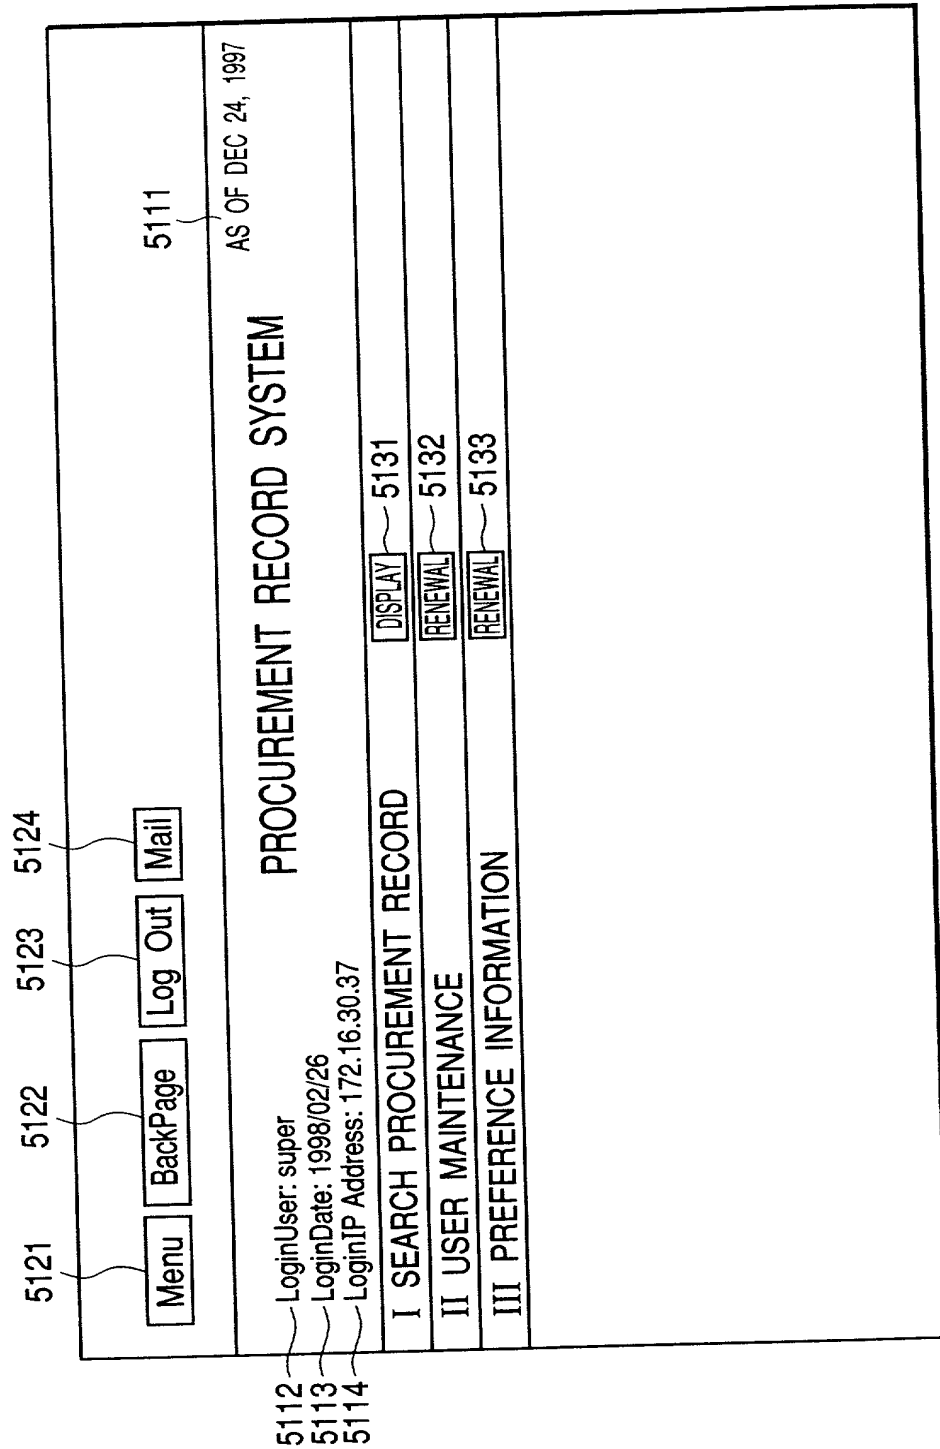 5121 5122 5123 5124
Menu BackPage Log Out Mail
5111
AS OF DEC 24, 1997
PROCUREMENT RECORD SYSTEM
5112 LoginUser: super
5113 LoginDate: 1998/02/26
5114 LoginIP Address: 172.16.30.37
I SEARCH PROCUREMENT RECORD DISPLAY 5131
II USER MAINTENANCE RENEWAL 5132
III PREFERENCE INFORMATION RENEWAL 5133